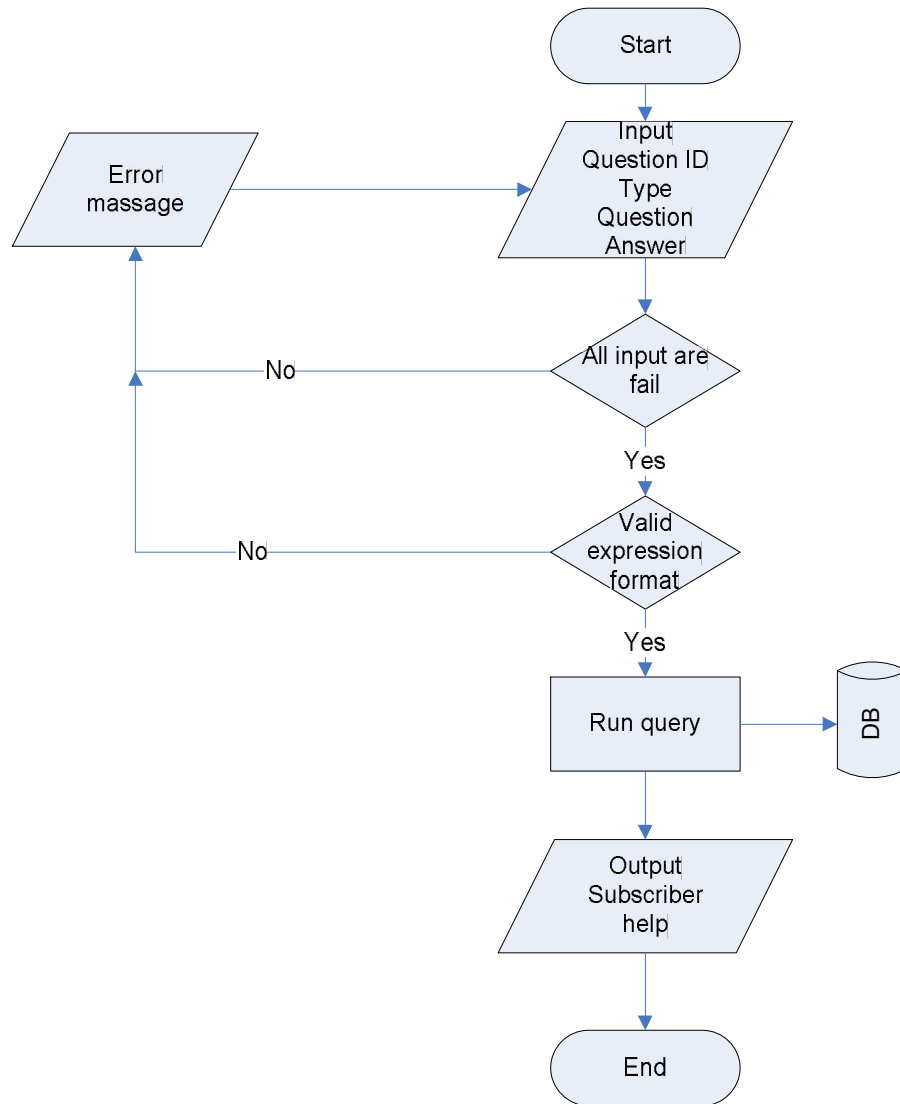 Start
Input
Question ID
Type
Question
Answer
Error
massage
All input are
fail
No
Yes
Valid
expression
format
No
Yes
Run query
DB
Output
Subscriber
help
End